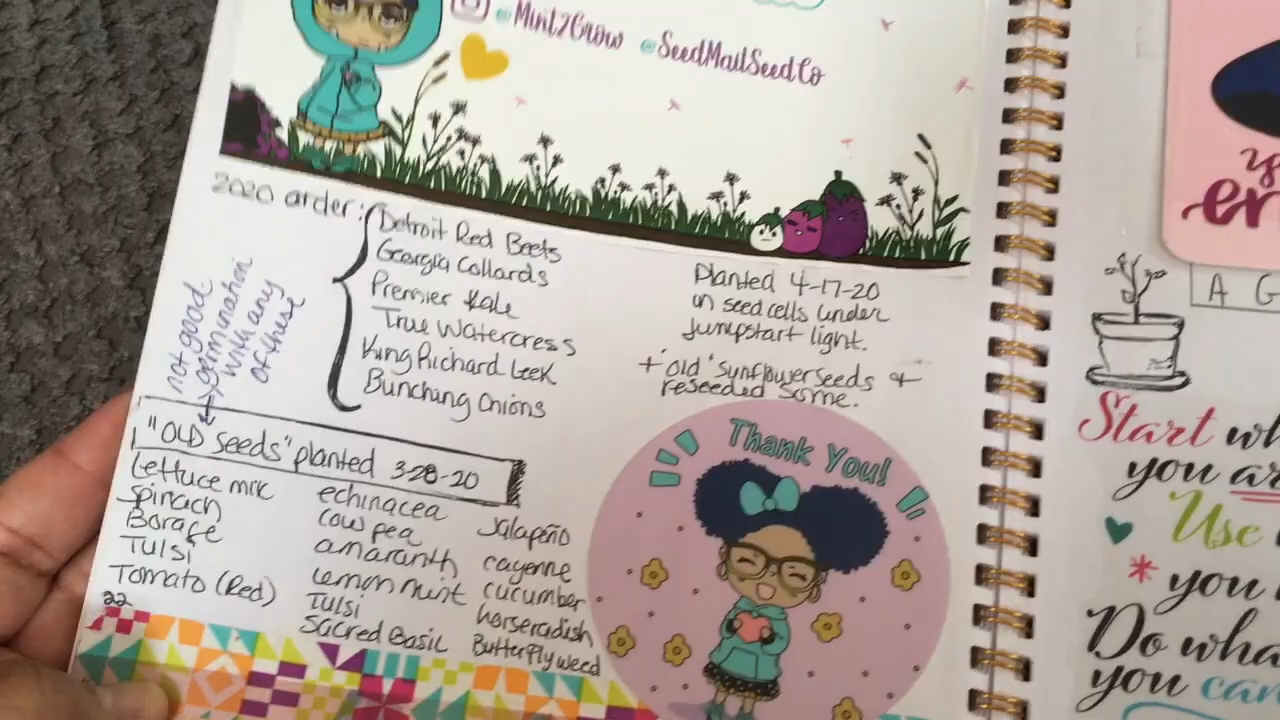 @Mint2Grow @SeedMailSeedCo
2020 order:
Detroit Red Beets
Georgia Collards
Premier Kale
True Watercress
King Richard Leek
Bunching Onions
not good
germination
with any
of these
Planted 4-17-20
in seed cells under
jumpstart light.
+ "old" sunflower seeds +
reseeded some.
"OLD seeds" planted 3-28-20
Lettuce mix
Spinach
Borage
Tulsi
Tomato (Red)
echinacea
cow pea
amaranth
lemon mint
Tulsi
Sacred Basil
Jalapeño
cayenne
cucumber
horseradish
Butterfly weed
22
Thank You!
A G
Start
you
Use
you
Do
you can